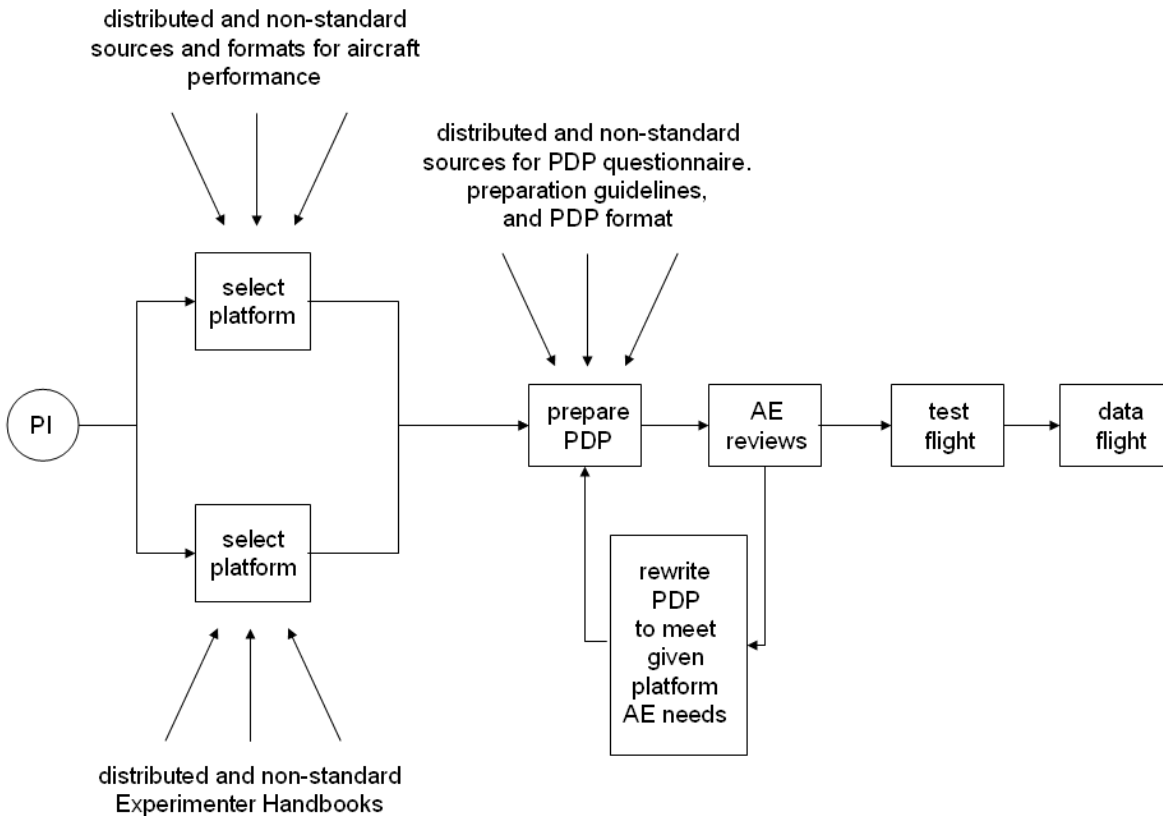 distributed and non-standard
sources and formats for aircraft
performance
distributed and non-standard
sources for PDP questionnaire.
preparation guidelines,
and PDP format
select
platform
PI
prepare
PDP
AE
reviews
test
flight
data
flight
select
platform
rewrite
PDP
to meet
given
platform
AE needs
distributed and non-standard
Experimenter Handbooks